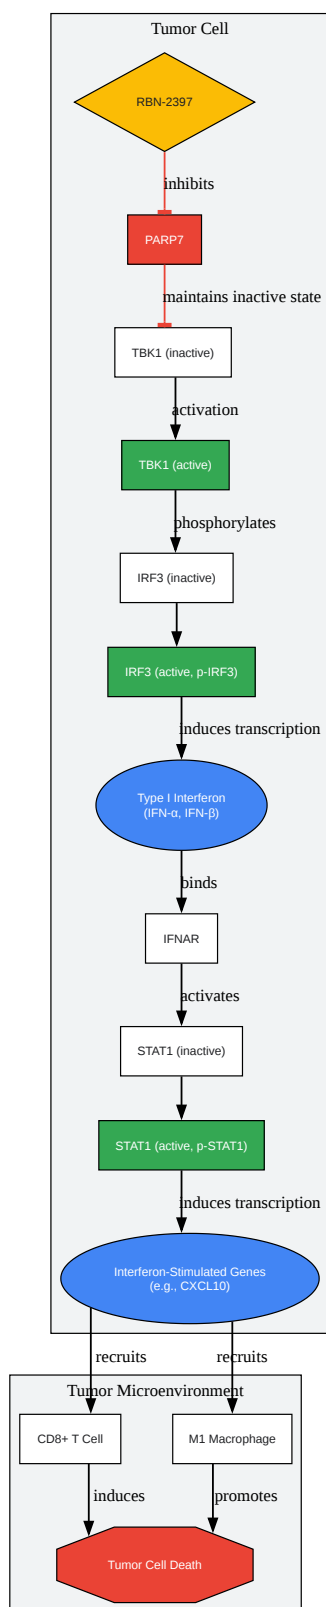 Tumor Cell
RBN-2397
inhibits
PARP7
maintains inactive state
TBK1 (inactive)
activation
TBK1 (active)
phosphorylates
IRF3 (inactive)
IRF3 (active, p-IRF3)
induces transcription
Type I Interferon
(IFN-α, IFN-β)
binds
IFNAR
activates
STAT1 (inactive)
STAT1 (active, p-STAT1)
induces transcription
Interferon-Stimulated Genes
(e.g., CXCL10)
recruits
recruits
Tumor Microenvironment
CD8+ T Cell
M1 Macrophage
induces
promotes
Tumor Cell Death